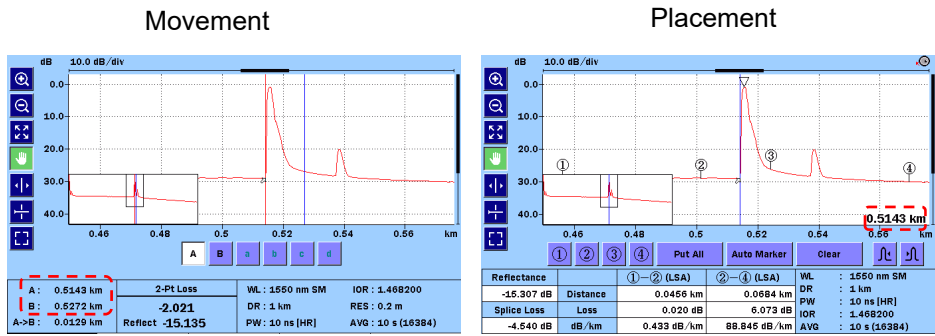 Movement
dB 10.0 dB/div
0.0
10.0
20.0
30.0
40.0
0.46 0.48 0.50 0.52 0.54 0.56 km
A B a b c d
A : 0.5143 km
B : 0.5272 km
A->B : 0.0129 km
2-Pt Loss
-2.021
Reflect -15.135
WL : 1550 nm SM IOR : 1.468200
DR : 1 km RES : 0.2 m
PW : 10 ns [HR] AVG : 10 s (16384)
Placement
dB 10.0 dB/div
0.0
10.0
20.0
30.0
40.0
① ② ③ ④
0.5143 km
0.46 0.48 0.50 0.52 0.54 0.56 km
① ② ③ ④ Put All Auto Marker Clear
Reflectance ①-② (LSA) ②-④ (LSA)
-15.307 dB Distance 0.0456 km 0.0684 km
Splice Loss Loss 0.020 dB 6.073 dB
-4.540 dB dB/km 0.433 dB/km 88.845 dB/km
WL : 1550 nm SM
DR : 1 km
PW : 10 ns [HR]
IOR : 1.468200
AVG : 10 s (16384)